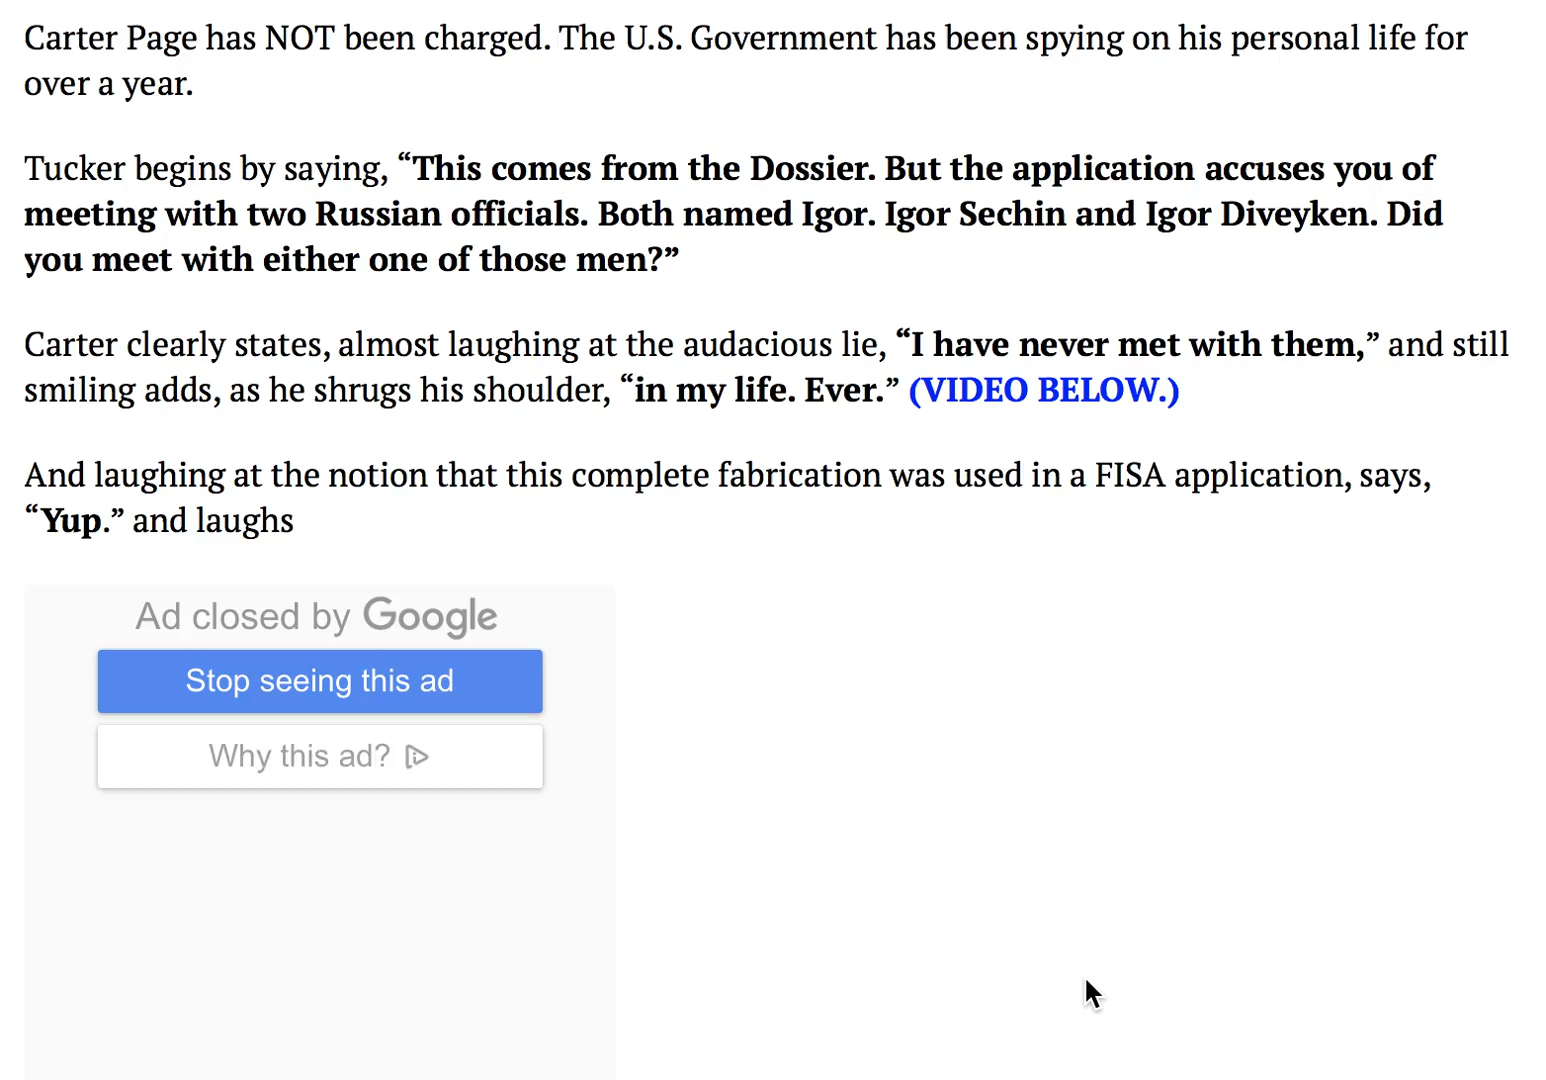 Carter Page has NOT been charged. The U.S. Government has been spying on his personal life for
over a year.
Tucker begins by saying, “This comes from the Dossier. But the application accuses you of
meeting with two Russian officials. Both named Igor. Igor Sechin and Igor Diveyken. Did
you meet with either one of those men?”
Carter clearly states, almost laughing at the audacious lie, “I have never met with them,” and still
smiling adds, as he shrugs his shoulder, “in my life. Ever.” (VIDEO BELOW.)
And laughing at the notion that this complete fabrication was used in a FISA application, says,
“Yup.” and laughs
Ad closed by Google
Stop seeing this ad
Why this ad?